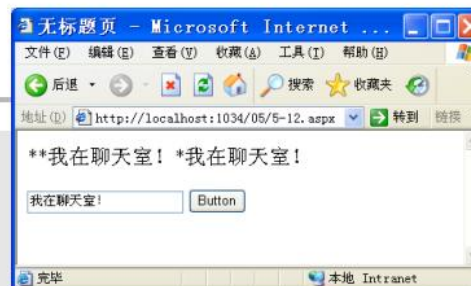 无标题页 - Microsoft Internet ...
文件(F) 编辑(E) 查看(V) 收藏(A) 工具(T) 帮助(H)
后退 搜索 收藏夹
地址(D) http://localhost:1034/05/5-12.aspx 转到 链接
**我在聊天室! *我在聊天室!
我在聊天室! Button
完毕 本地 Intranet